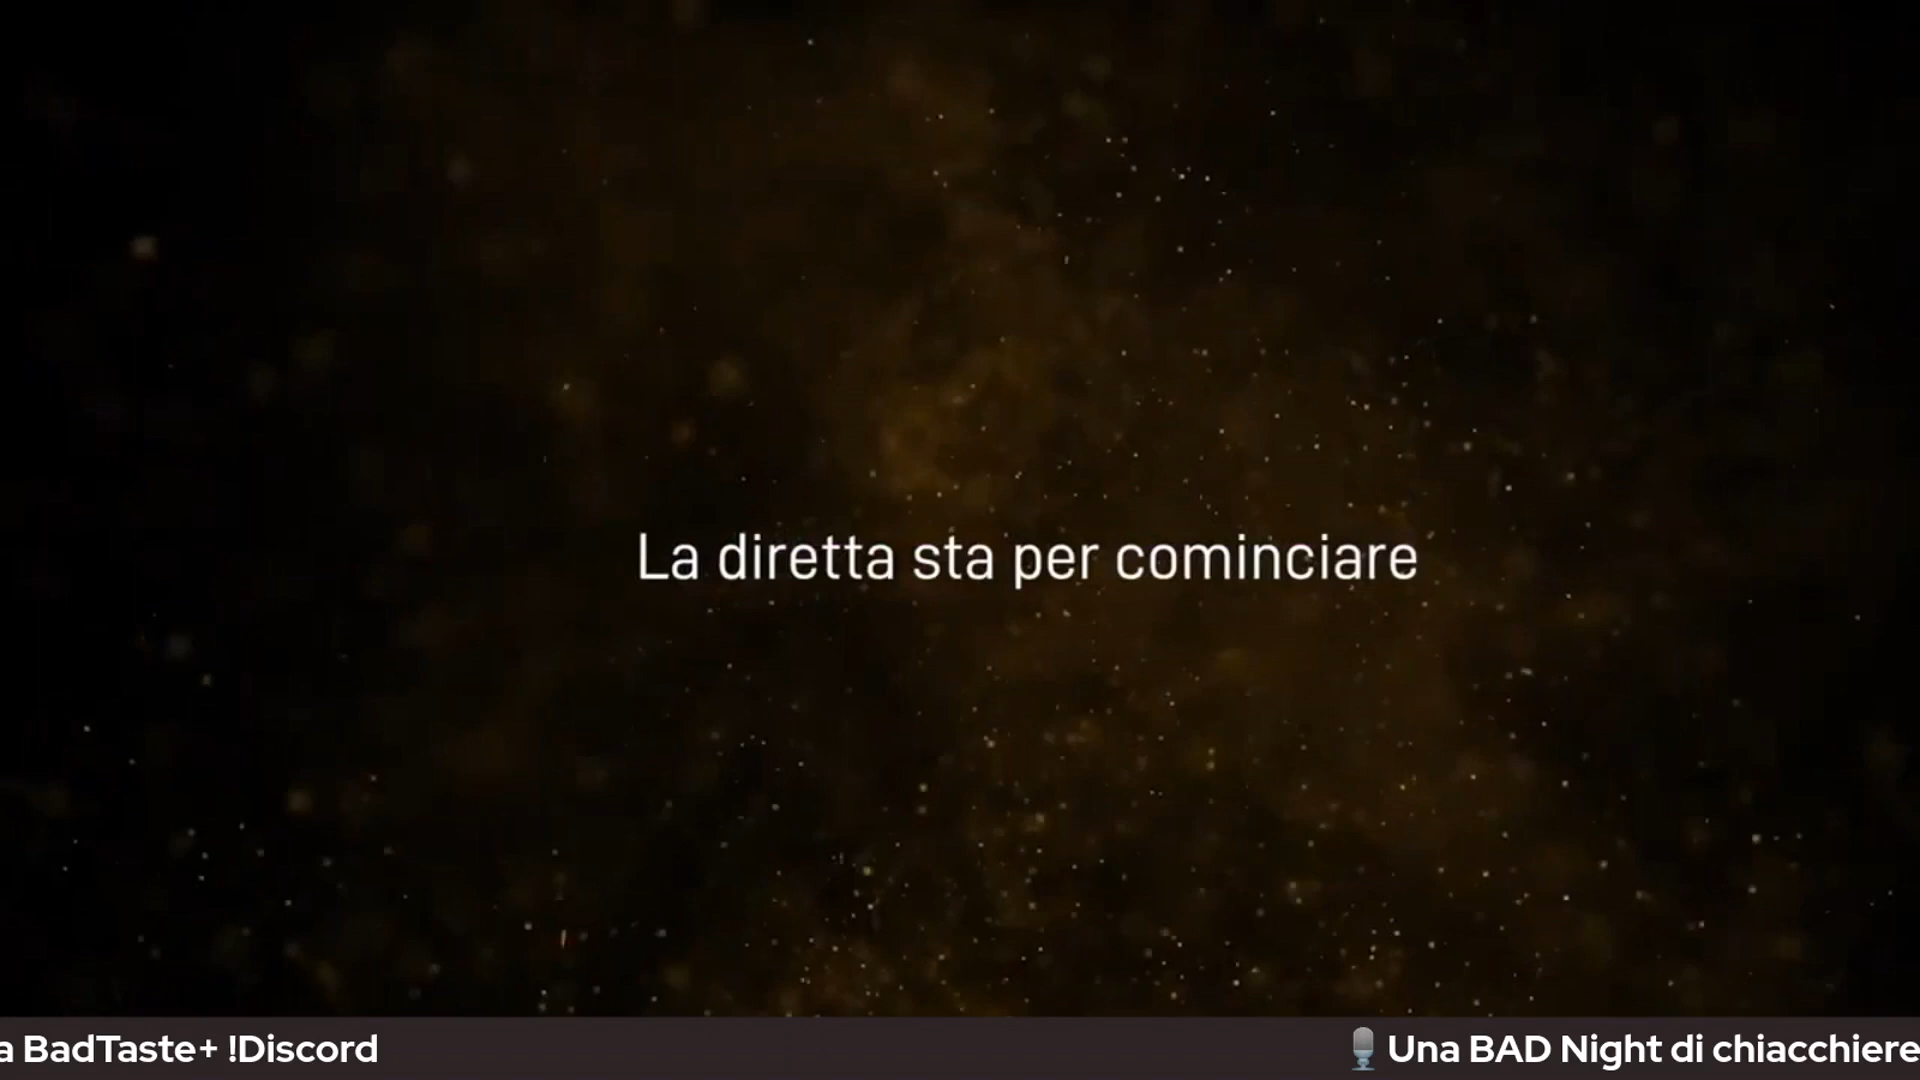 La diretta sta per cominciare
a BadTaste+ !Discord
🎙️Una BAD Night di chiacchiere